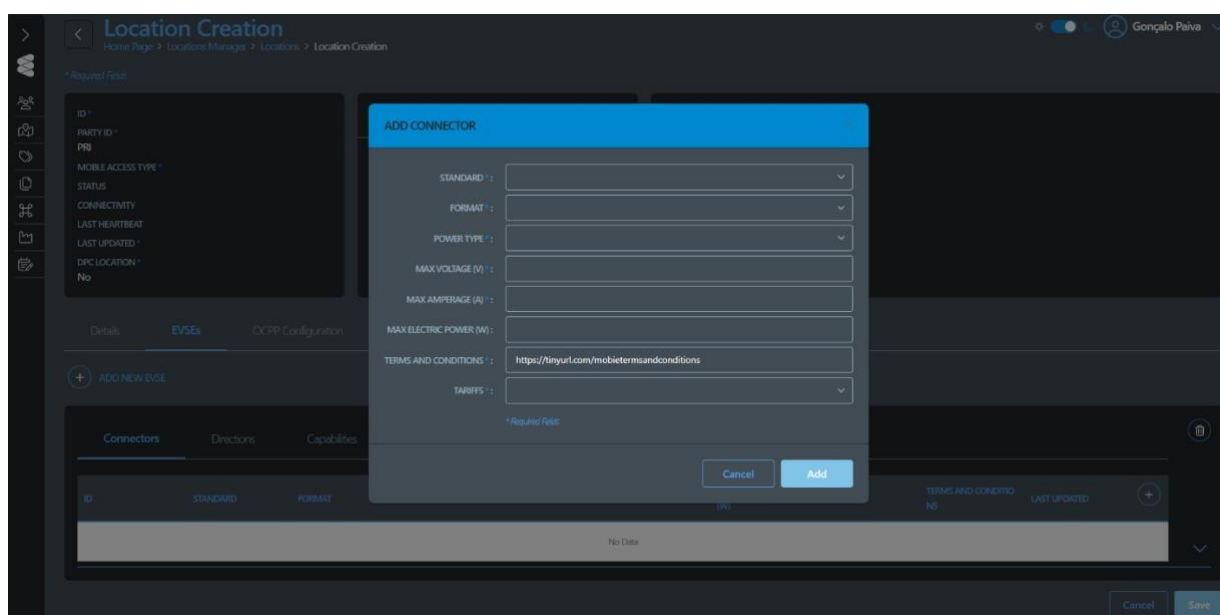 Location Creation
Home Page > Locations Manager > Locations > Location Creation
Gonçalo Paiva
* Required Fields
ID *
PARTY ID *
PRI
MOBIE ACCESS TYPE *
STATUS
CONNECTIVITY
LAST HEARTBEAT
LAST UPDATED *
DPC LOCATION *
No
ADD CONNECTOR
STANDARD * :
FORMAT * :
POWER TYPE * :
MAX VOLTAGE (V) * :
MAX AMPERAGE (A) * :
MAX ELECTRIC POWER (W) :
TERMS AND CONDITIONS * : https://tinyurl.com/mobietermsandconditions
TARIFFS * :
* Required Fields
Cancel Add
Details EVSEs OCPP Configuration
ADD NEW EVSE
Connectors Directions Capabilities
ID STANDARD FORMAT (W) TERMS AND CONDITIO LAST UPDATED
NS
No Data
Cancel Save